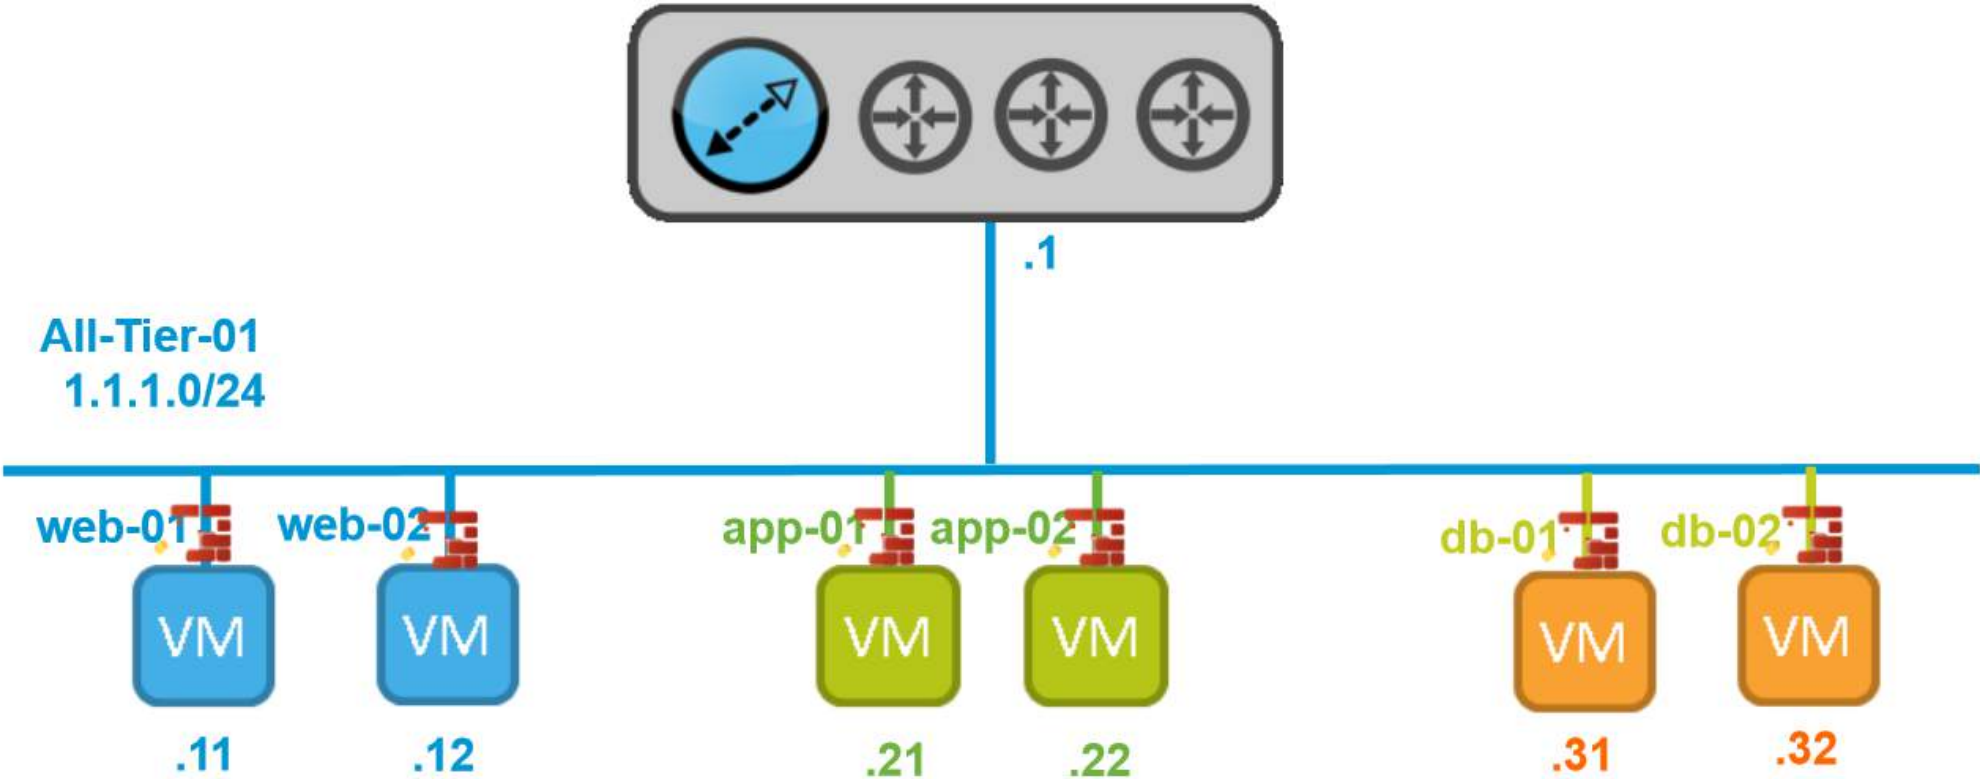 .1
All-Tier-01
1.1.1.0/24
web-01
web-02
app-01
app-02
db-01
db-02
VM
VM
VM
VM
VM
VM
.11
.12
.21
.22
.31
.32